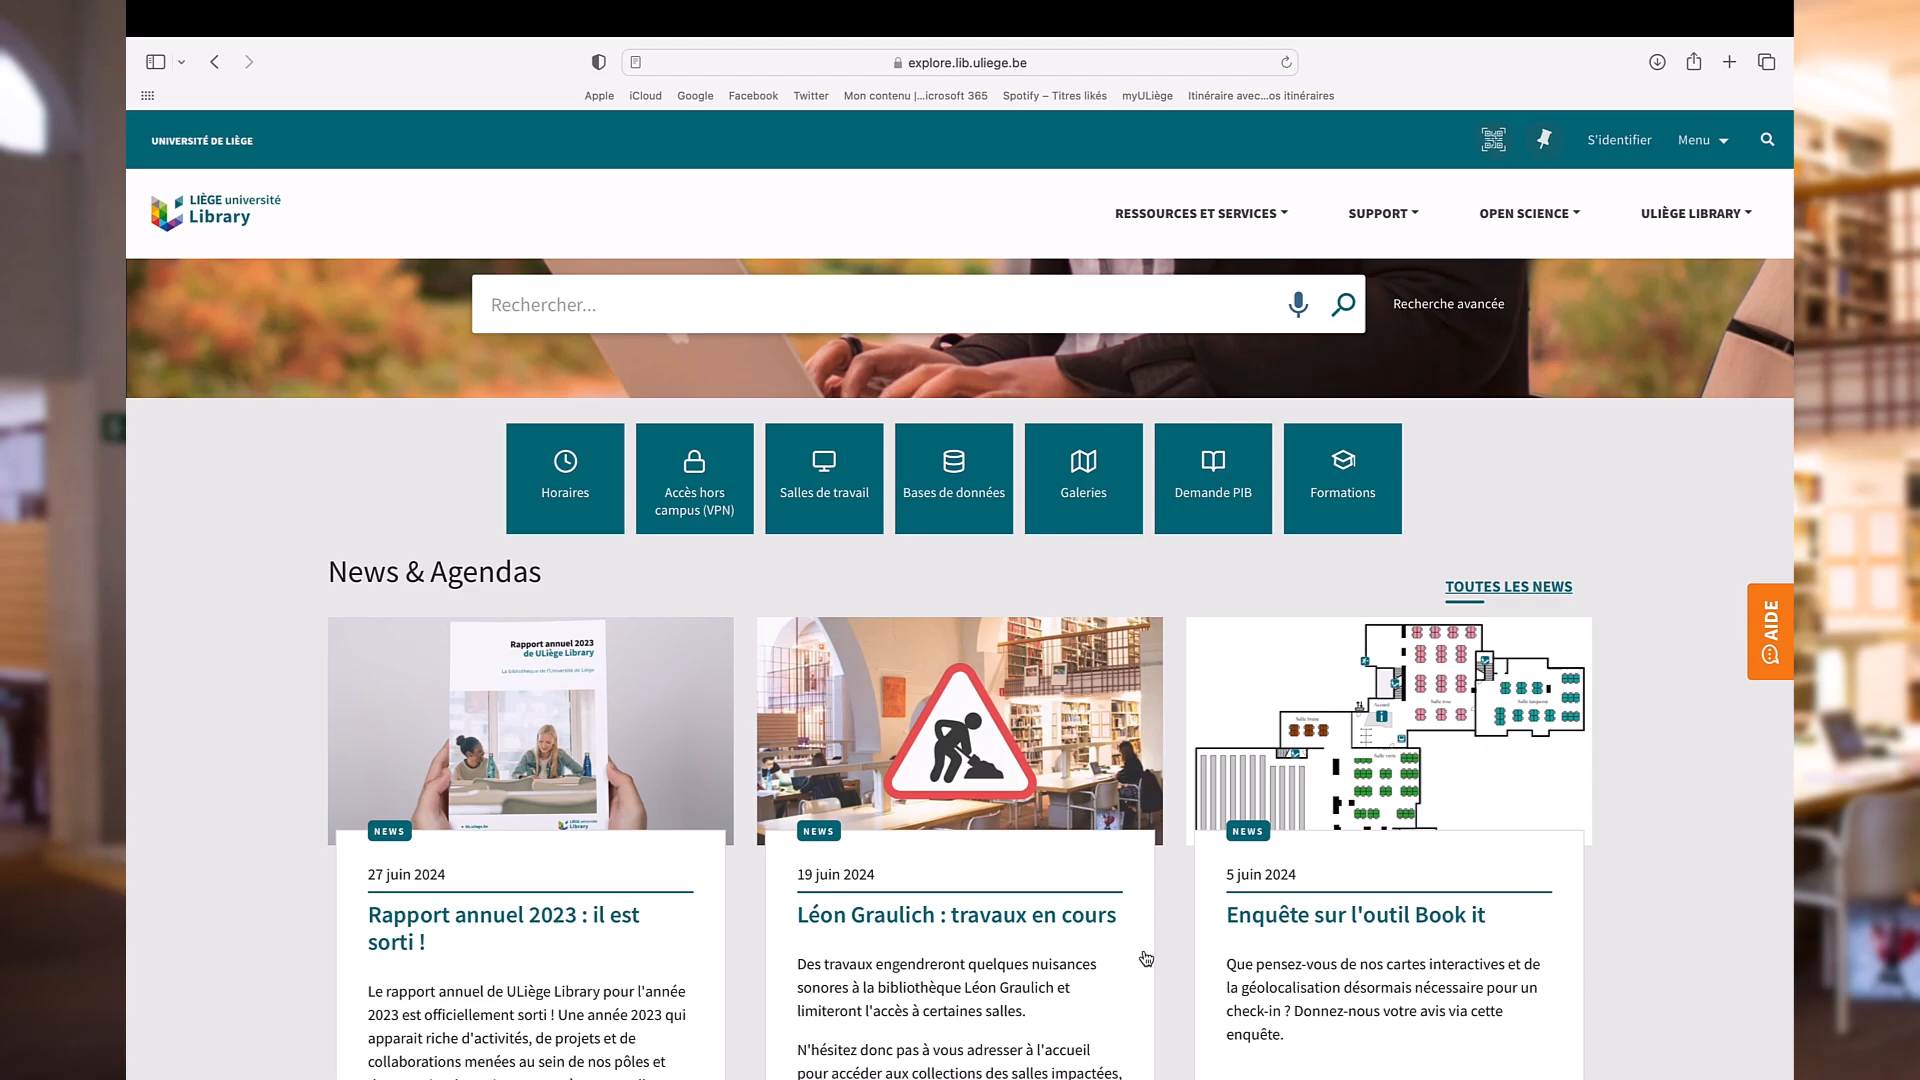 explore.lib.uliege.be
Apple iCloud Google Facebook Twitter Mon contenu |...icrosoft 365 Spotify – Titres likés myULiège Itinéraire avec...os itinéraires
UNIVERSITÉ DE LIÈGE
S'identifier Menu
LIÈGE université
Library
RESSOURCES ET SERVICES SUPPORT OPEN SCIENCE ULIÈGE LIBRARY
Rechercher...
Recherche avancée
Horaires
Accès hors
campus (VPN)
Salles de travail
Bases de données
Galeries
Demande PIB
Formations
News & Agendas
TOUTES LES NEWS
AIDE
Rapport annuel 2023
de ULiège Library
La bibliothèque de l'Université de Liège
NEWS
27 juin 2024
Rapport annuel 2023 : il est
sorti !
Le rapport annuel de ULiège Library pour l'année
2023 est officiellement sorti ! Une année 2023 qui
apparait riche d'activités, de projets et de
collaborations menées au sein de nos pôles et
NEWS
19 juin 2024
Léon Graulich : travaux en cours
Des travaux engendreront quelques nuisances
sonores à la bibliothèque Léon Graulich et
limiteront l'accès à certaines salles.
N'hésitez donc pas à vous adresser à l'accueil
pour accéder aux collections des salles impactées,
NEWS
5 juin 2024
Enquête sur l'outil Book it
Que pensez-vous de nos cartes interactives et de
la géolocalisation désormais nécessaire pour un
check-in ? Donnez-nous votre avis via cette
enquête.